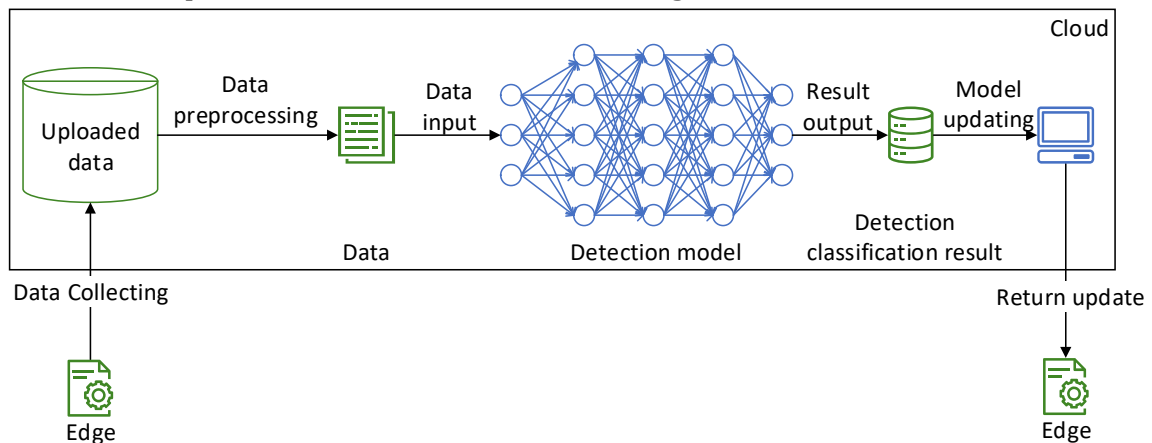 Cloud
Data
preprocessing
Data
input
Result
output
Model
updating
Uploaded
data
Data
Detection model
Detection
classification result
Data Collecting
Return update
Edge
Edge